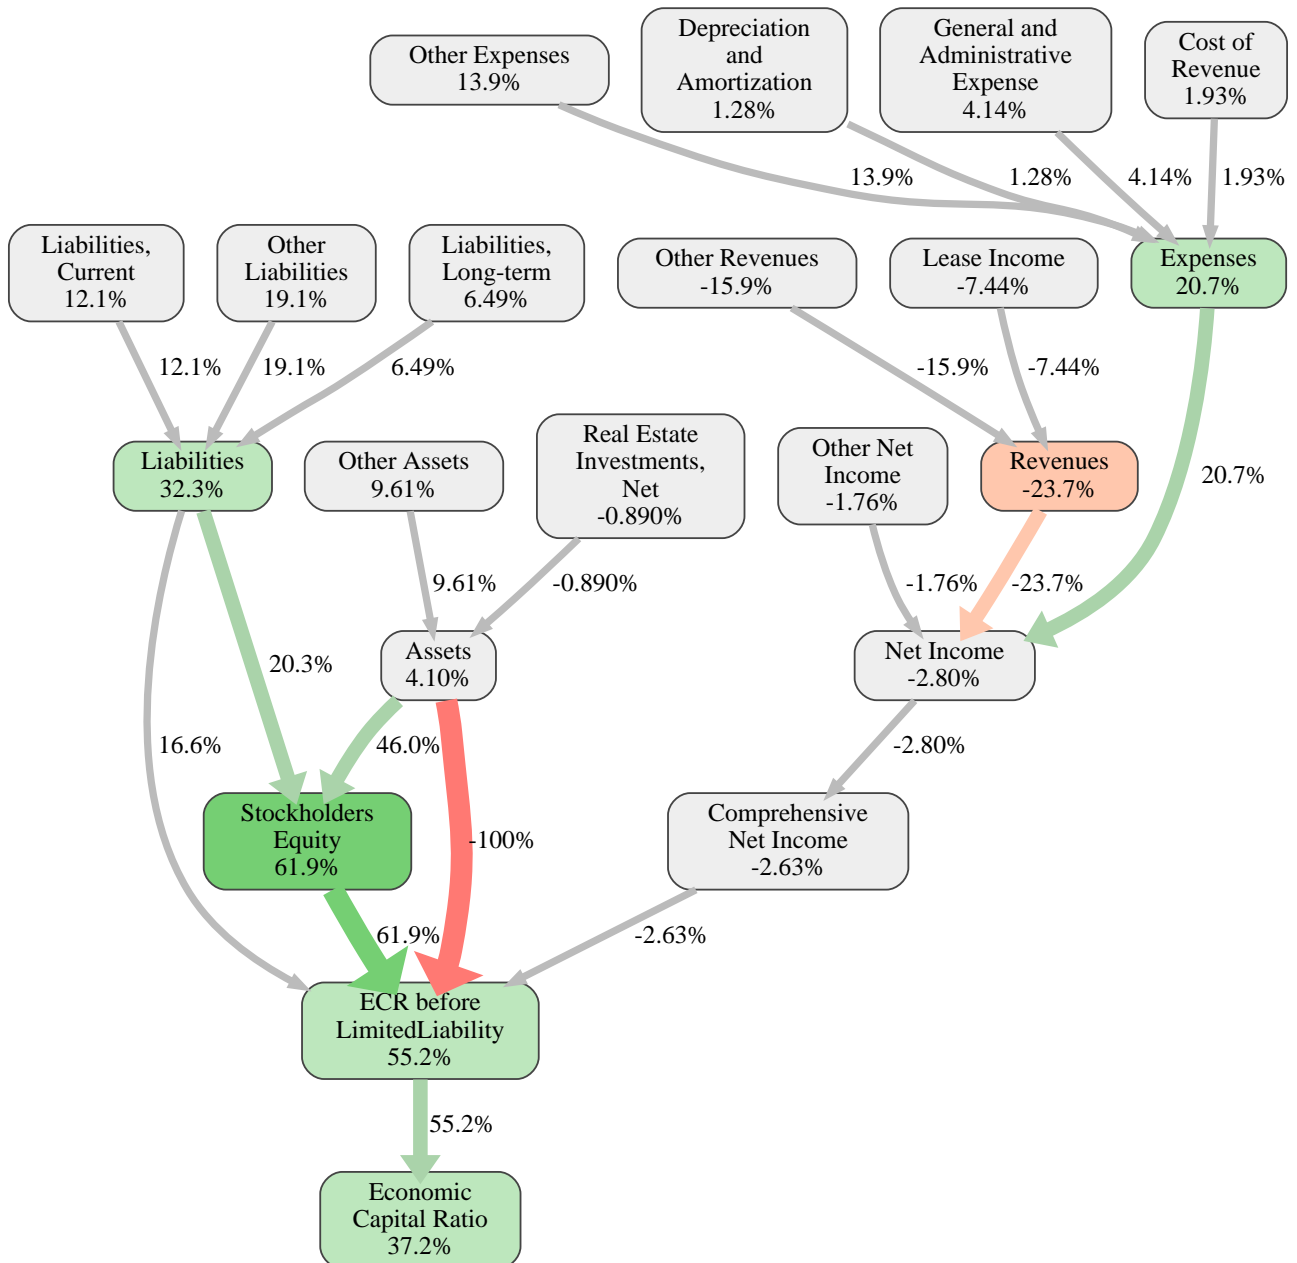 Other Expenses
13.9%
Depreciation
and
Amortization
1.28%
General and
Administrative
Expense
4.14%
Cost of
Revenue
1.93%
13.9%
1.28%
4.14%
1.93%
Liabilities,
Current
12.1%
Other
Liabilities
19.1%
Liabilities,
Long-term
6.49%
Other Revenues
-15.9%
Lease Income
-7.44%
Expenses
20.7%
12.1%
19.1%
6.49%
-15.9%
-7.44%
20.7%
Liabilities
32.3%
Other Assets
9.61%
Real Estate
Investments,
Net
-0.890%
Other Net
Income
-1.76%
Revenues
-23.7%
9.61%
-0.890%
-1.76%
-23.7%
20.3%
Assets
4.10%
Net Income
-2.80%
16.6%
46.0%
-100%
-2.80%
Stockholders
Equity
61.9%
Comprehensive
Net Income
-2.63%
61.9%
-2.63%
ECR before
LimitedLiability
55.2%
55.2%
Economic
Capital Ratio
37.2%